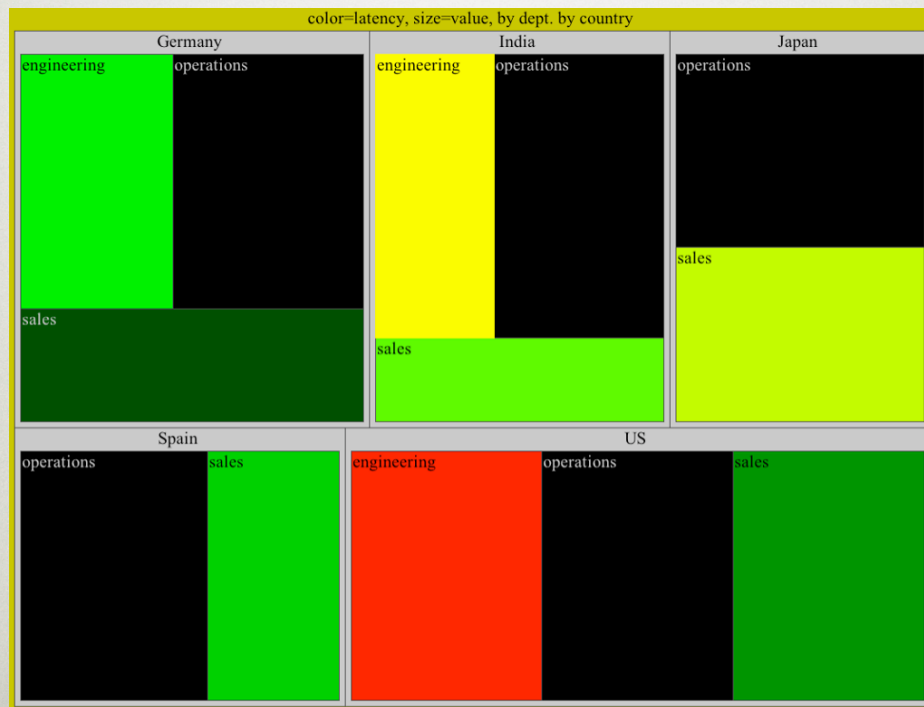 color=latency, size=value, by dept. by country
Germany
India
Japan
engineering
operations
engineering
operations
operations
sales
sales
sales
Spain
US
operations
sales
engineering
operations
sales